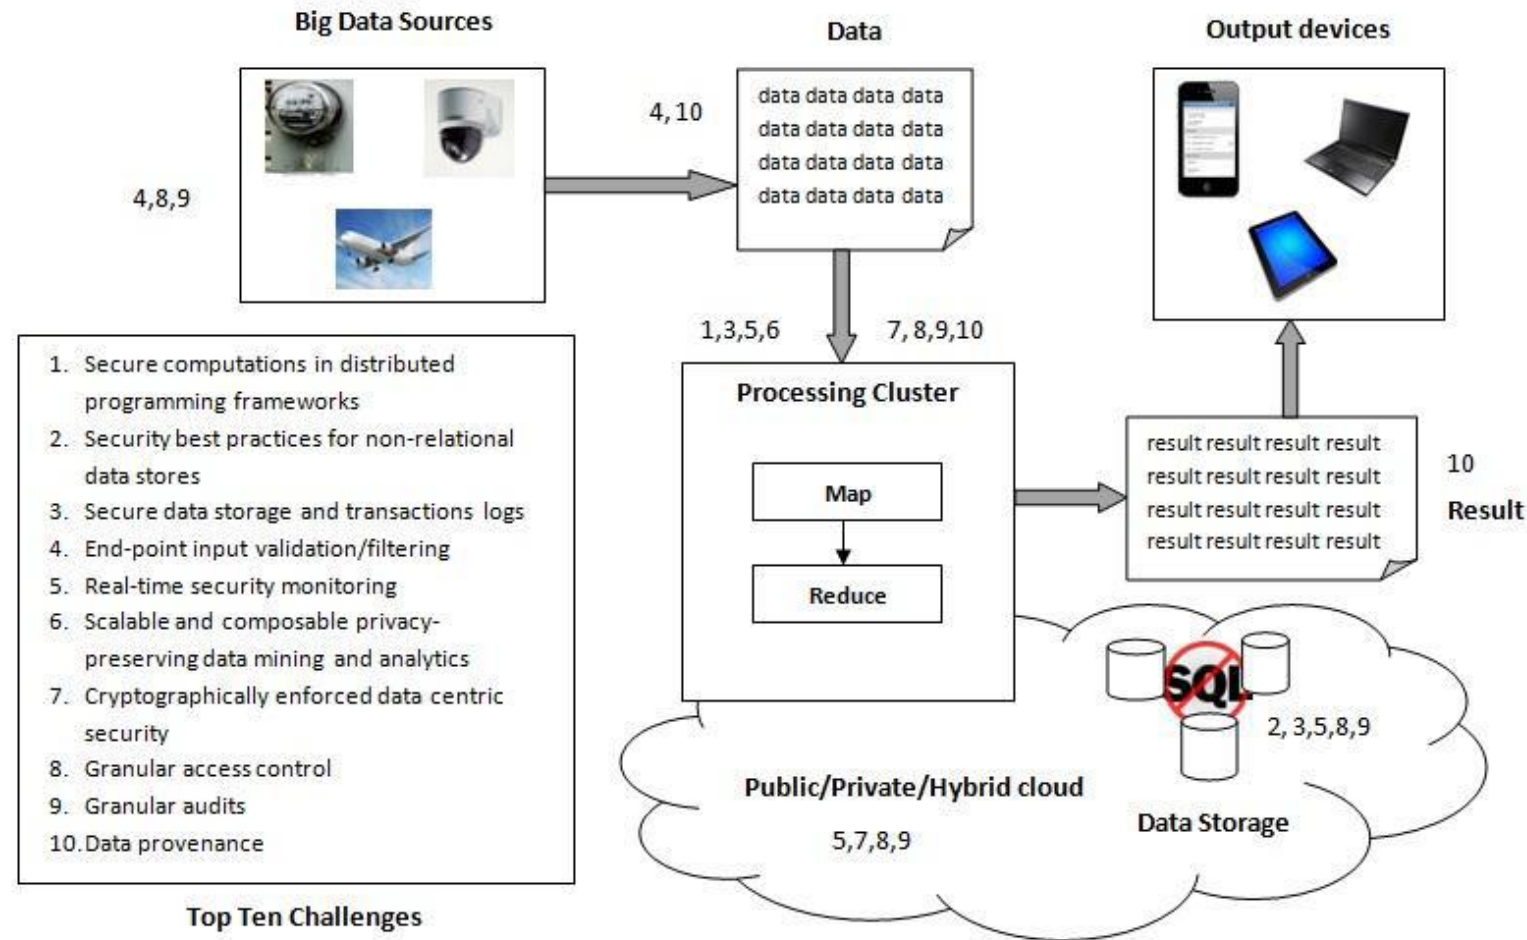 Big Data Sources
Data
Output devices
4,8,9
4, 10
data data data data
data data data data
data data data data
data data data data
1,3,5,6
7, 8,9,10
Processing Cluster
Map
Reduce
result result result result
result result result result
result result result result
result result result result
10
Result
SQL
2, 3,5,8,9
Data Storage
Public/Private/Hybrid cloud
5,7,8,9
1. Secure computations in distributed
programming frameworks
2. Security best practices for non-relational
data stores
3. Secure data storage and transactions logs
4. End-point input validation/filtering
5. Real-time security monitoring
6. Scalable and composable privacy-
preserving data mining and analytics
7. Cryptographically enforced data centric
security
8. Granular access control
9. Granular audits
10. Data provenance
Top Ten Challenges